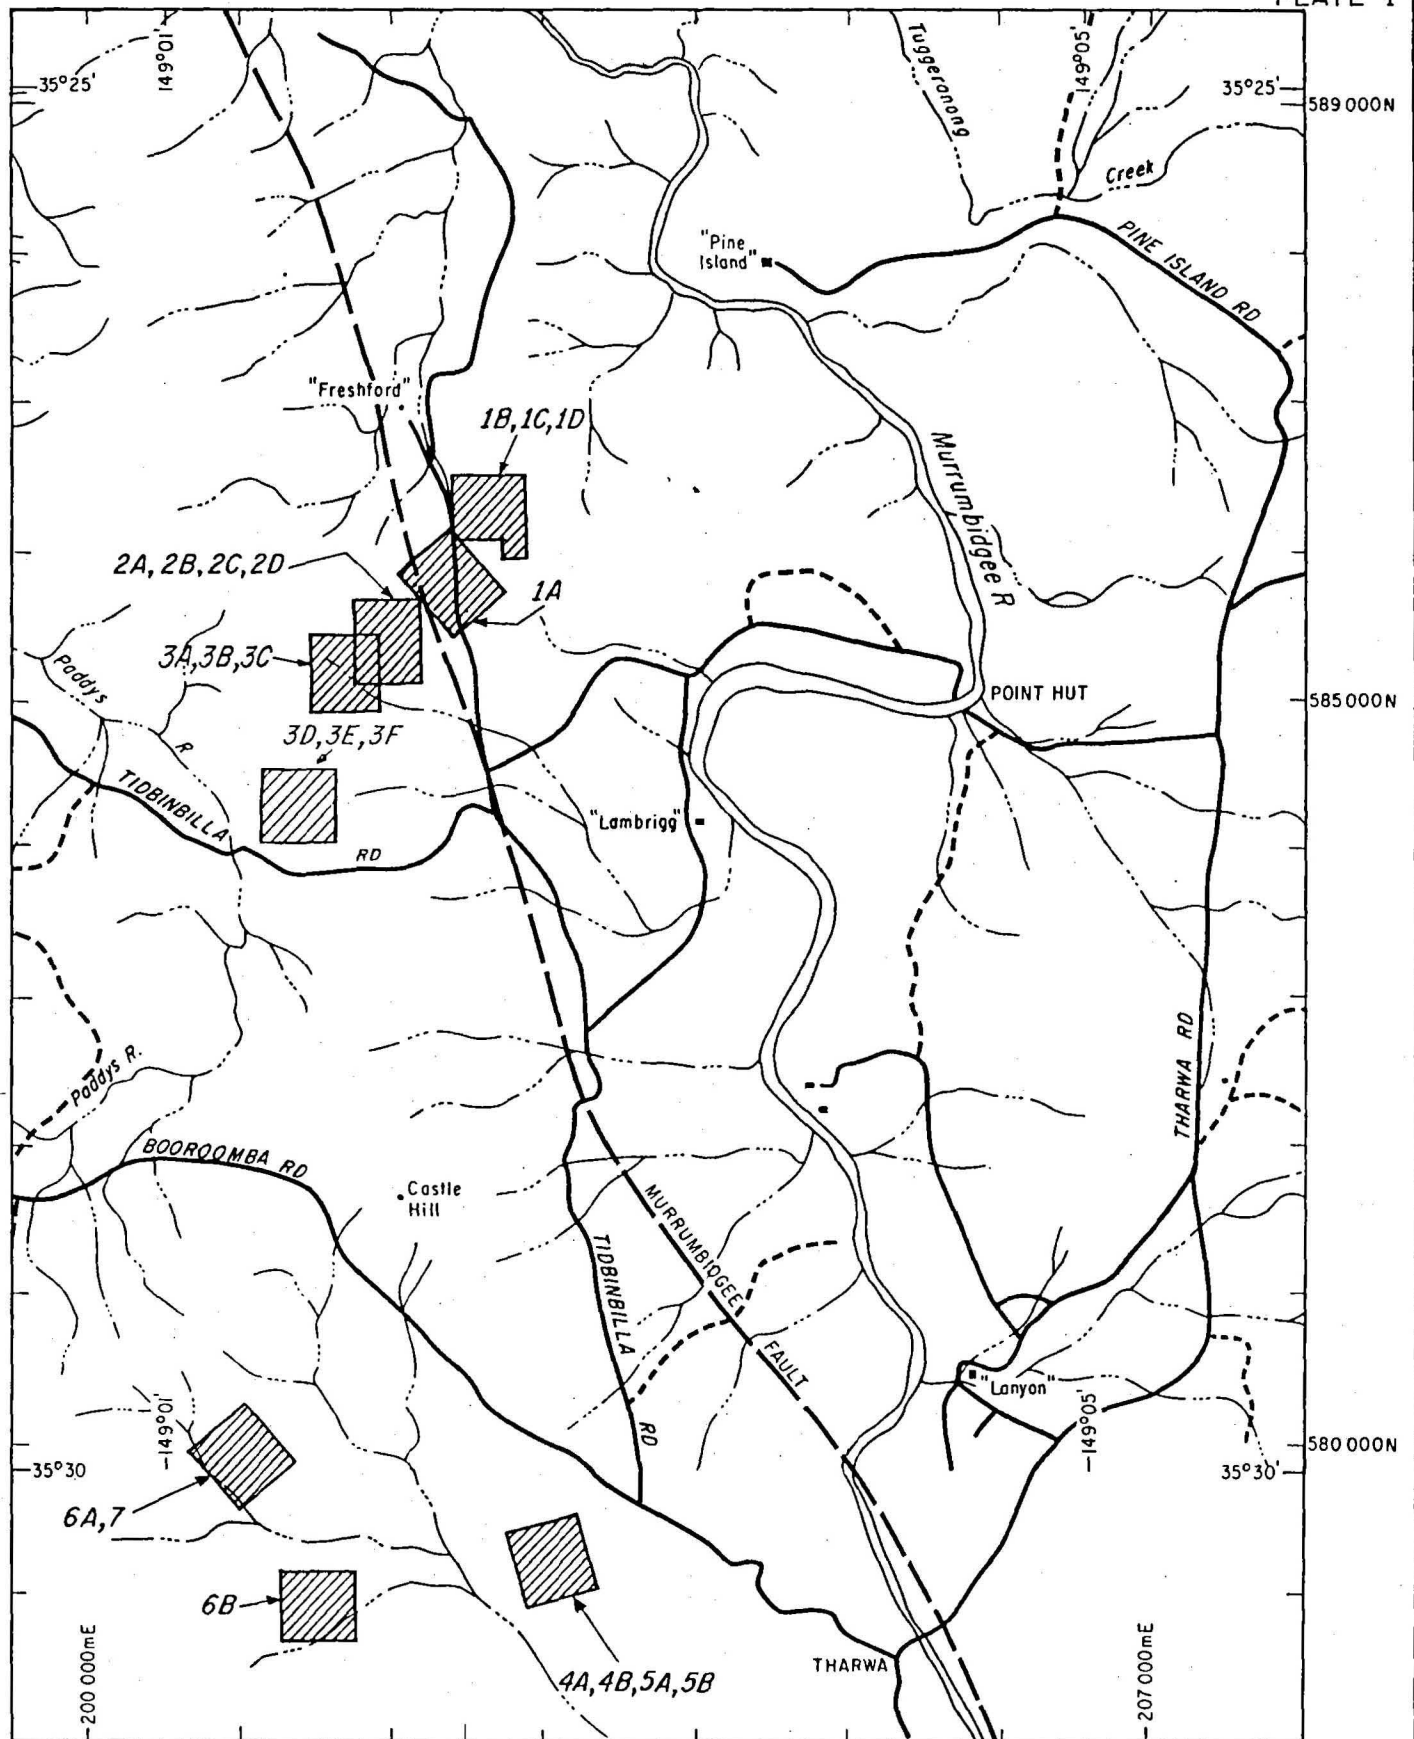 PLATE 1
149°01'
149°05'
35°25'
35°25'
589 000N
Tuggeranong
Creek
"Pine
Island"
PINE ISLAND RD
"Freshford"
1B,1C,1D
Murrumbidgee R
2A, 2B, 2C, 2D
1A
3A,3B,3C
Paddys
R
POINT HUT
585 000N
3D,3E,3F
TIDBINBILLA
RD
"Lambrigg"
THARWA RD
Paddys R.
BOOROOMBA RD
Castle
Hill
MURRUMBIDGEE
FAULT
TIDBINBILLA
RD
"Lanyon"
149°01'
149°05'
580 000N
35°30
35°30'
6A,7
6B
4A,4B,5A,5B
THARWA
200 000mE
207 000mE